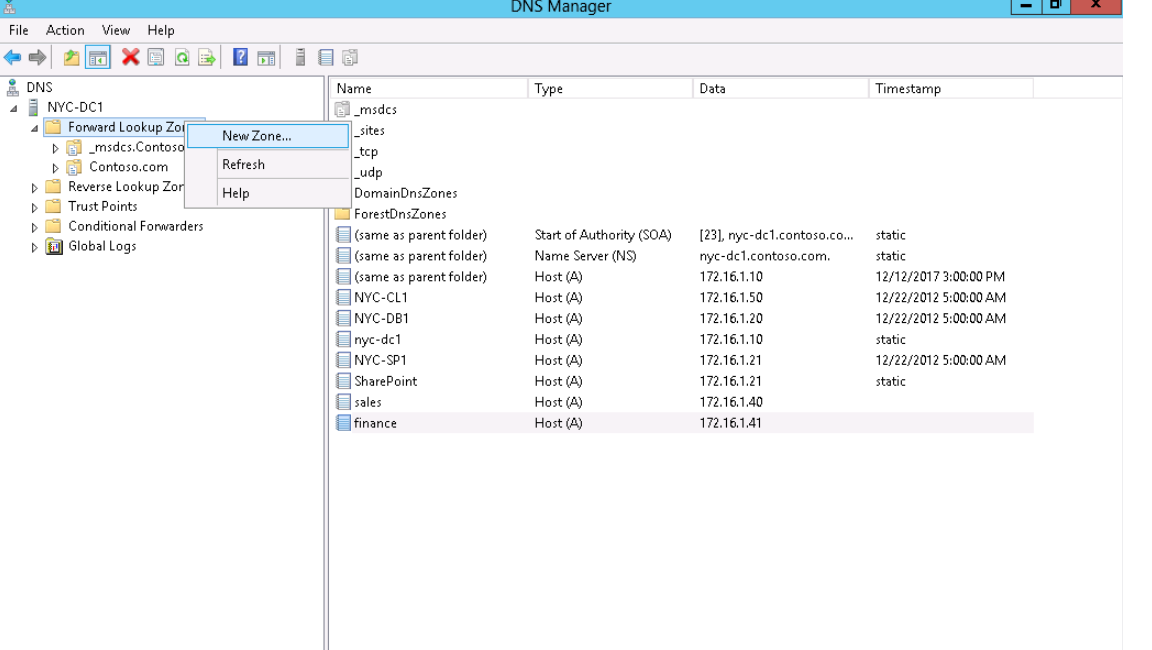 DNS Manager
File Action View Help
DNS
NYC-DC1
Forward Lookup Zo
_msdcs.Contoso
Contoso.com
Reverse Lookup Zor
Trust Points
Conditional Forwarders
Global Logs
New Zone...
Refresh
Help
Name Type Data Timestamp
_msdcs
_sites
_tcp
_udp
DomainDnsZones
ForestDnsZones
(same as parent folder) Start of Authority (SOA) [23], nyc-dc1.contoso.co... static
(same as parent folder) Name Server (NS) nyc-dc1.contoso.com. static
(same as parent folder) Host (A) 172.16.1.10 12/12/2017 3:00:00 PM
NYC-CL1 Host (A) 172.16.1.50 12/22/2012 5:00:00 AM
NYC-DB1 Host (A) 172.16.1.20 12/22/2012 5:00:00 AM
nyc-dc1 Host (A) 172.16.1.10 static
NYC-SP1 Host (A) 172.16.1.21 12/22/2012 5:00:00 AM
SharePoint Host (A) 172.16.1.21 static
sales Host (A) 172.16.1.40
finance Host (A) 172.16.1.41